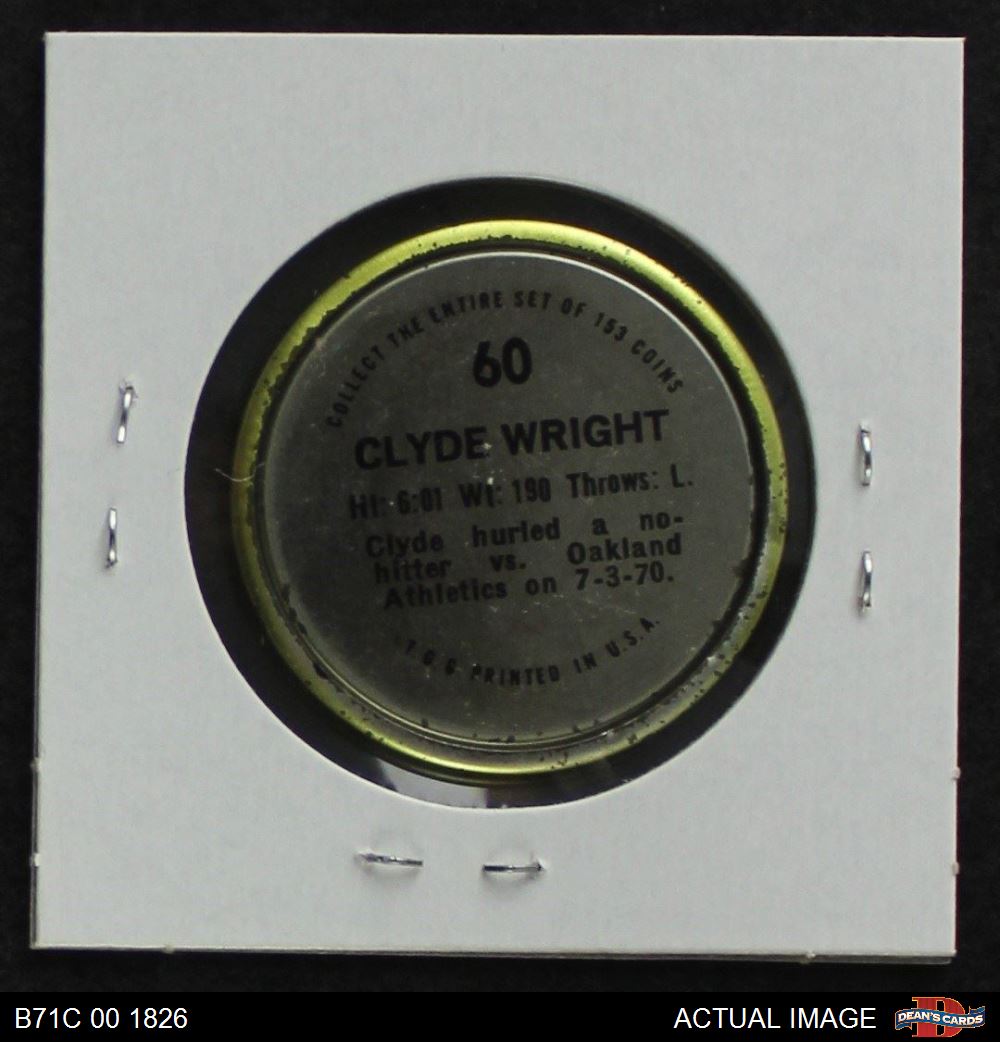 COLLECT THE ENTIRE SET OF 153 COINS
60
CLYDE WRIGHT
Ht: 6:01 Wt: 190 Throws: L.
Clyde hurled a no-
hitter vs. Oakland
Athletics on 7-3-70.
T.C.G. PRINTED IN U.S.A.
B71C 00 1826
ACTUAL IMAGE
DEAN'S CARDS